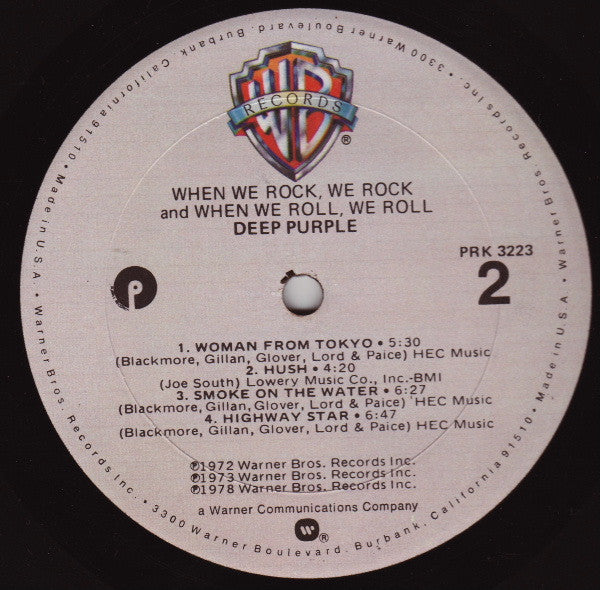 WB
RECORDS
®
WHEN WE ROCK, WE ROCK
and WHEN WE ROLL, WE ROLL
DEEP PURPLE
PRK 3223
P
2
1. WOMAN FROM TOKYO • 5:30
(Blackmore, Gillan, Glover, Lord & Paice) HEC Music
2. HUSH • 4:20
(Joe South) Lowery Music Co., Inc.-BMI
3. SMOKE ON THE WATER • 6:27
(Blackmore, Gillan, Glover, Lord & Paice) HEC Music
4. HIGHWAY STAR • 6:47
(Blackmore, Gillan, Glover, Lord & Paice) HEC Music
℗1972 Warner Bros. Records Inc.
℗1973 Warner Bros. Records Inc.
℗1978 Warner Bros. Records Inc.
a Warner Communications Company
W®
• Made in U.S.A. • Warner Bros. Records Inc. • 3300 Warner Boulevard, Burbank, California 91510 • Made in U.S.A. • Warner Bros. Records Inc. • 3300 Warner Boulevard, Burbank, California 91510